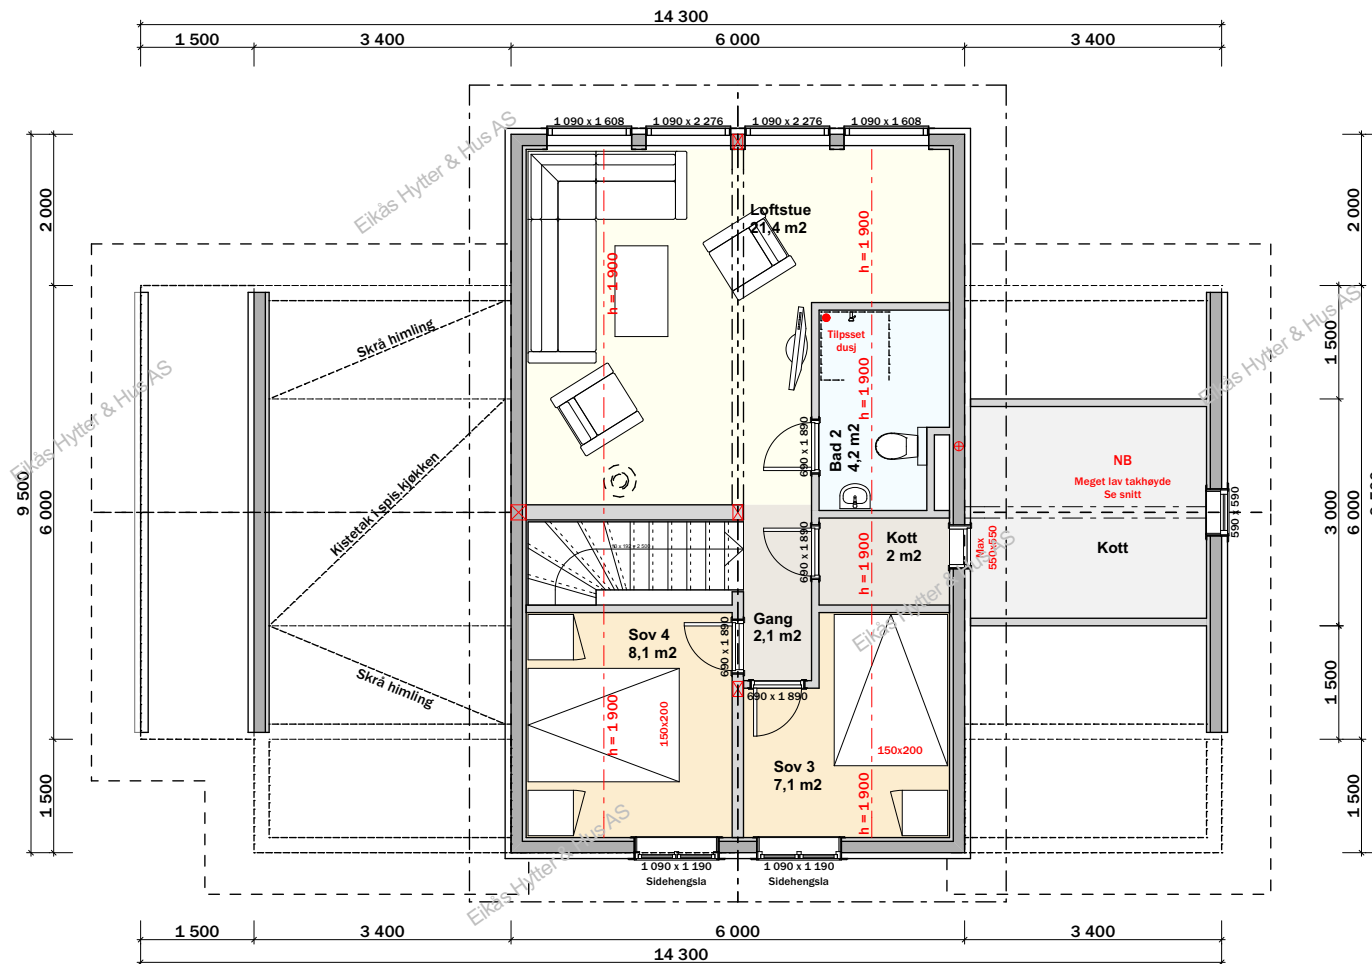 14 300
1 500
3 400
6 000
3 400
Eikås Hytter & Hus AS
1 090 x 1 608
1 090 x 2 276
1 090 x 2 276
1 090 x 1 608
2 000
2 000
Loftstue
21,4 m2
h = 1 900
h = 1 900
Skrå himling
Tilpsset
dusj
1 500
Eikås Hytter & Hus AS
Eikås Hytter & Hus AS
h = 1 900
690 x 1 890
Bad 2
4,2 m2
Kistetak i spis.kjøkken
NB
Meget lav takhøyde
Se snitt
9 500
6 000
590 x 590
3 000
6 000
690 x 1 890
Kott
2 m2
h = 1 900
Max
550x550
Kott
Eikås Hytter & Hus AS
Gang
2,1 m2
Sov 4
8,1 m2
690 x 1 890
Skrå himling
690 x 1 890
h = 1 900
150x200
150x200
1 500
Sov 3
7,1 m2
h = 1 900
1 500
1 500
Eikås Hytter & Hus AS
1 090 x 1 190
Sidehengsla
1 090 x 1 190
Sidehengsla
1 500
3 400
6 000
3 400
14 300